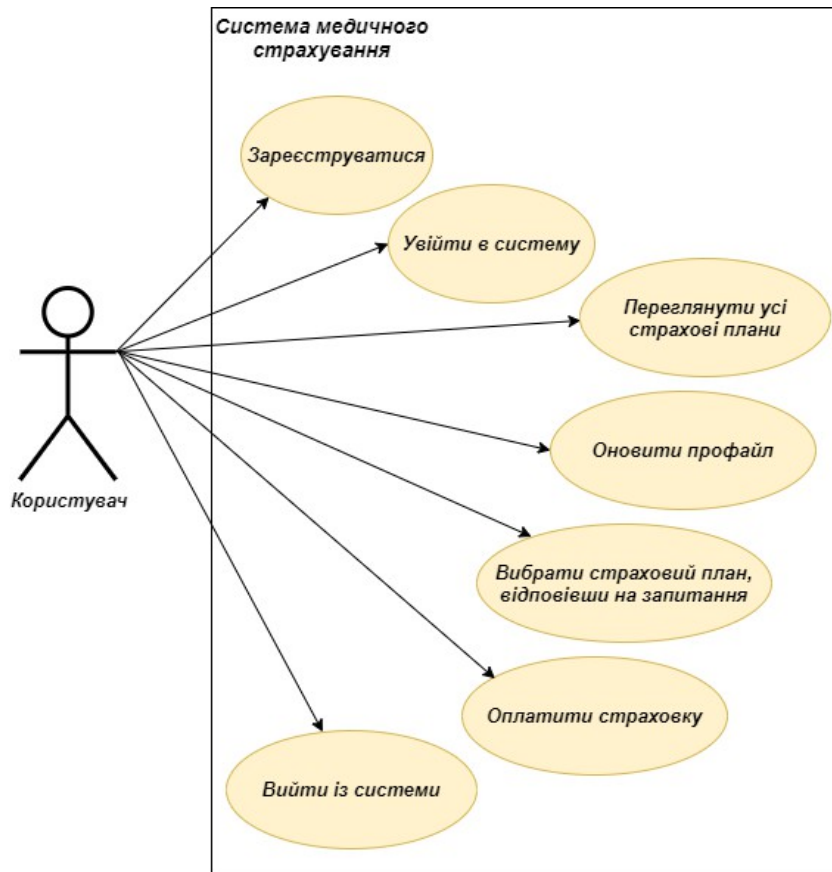 Система медичного
страхування
Зареєструватися
Увійти в систему
Переглянути усі
страхові плани
Оновити профайл
Користувач
Вибрати страховий план,
відповівши на запитання
Оплатити страховку
Вийти із системи